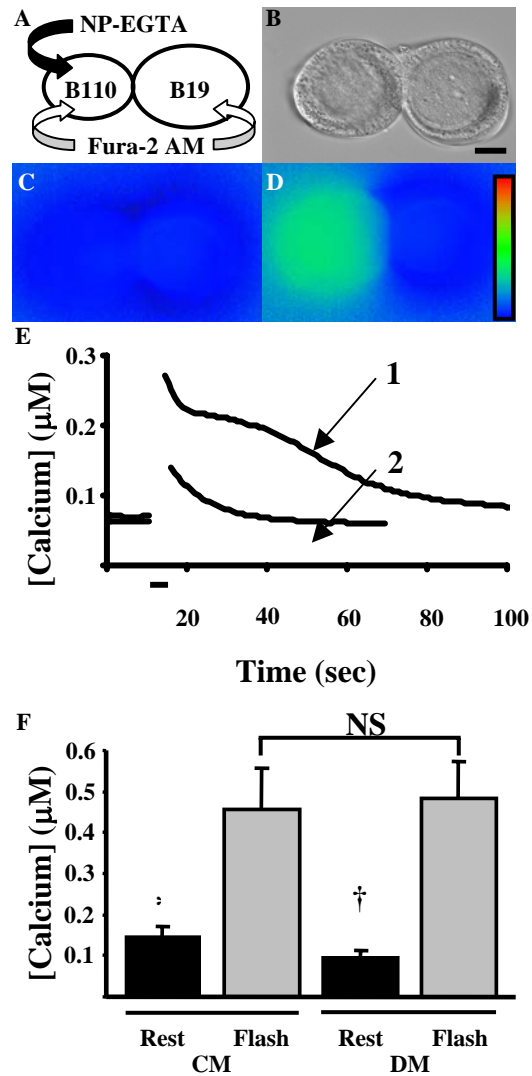 A
NP-EGTA
B110
B19
Fura-2 AM
B
C
D
E
0.3
0.2
0.1
[Calcium] (µM)
1
2
20 40 60 80 100
Time (sec)
F
NS
0.6
0.5
0.4
0.3
0.2
0.1
[Calcium] (µM)
†
Rest Flash Rest Flash
CM DM